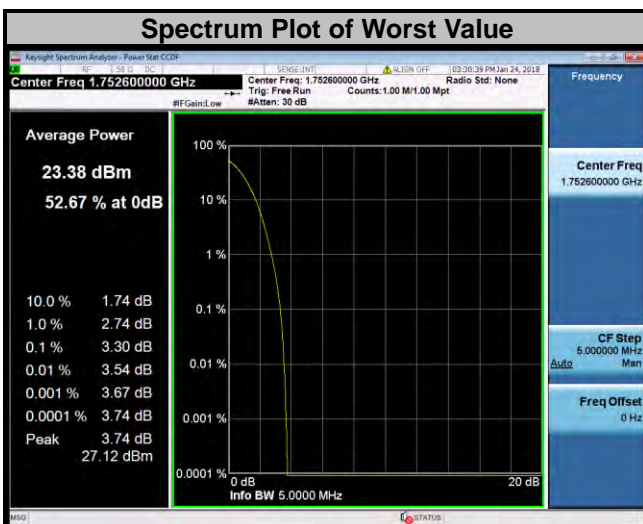 Spectrum Plot of Worst Value
Keysight Spectrum Analyzer - Power Stat CCDF
RF 50 Ω DC SENSE:INT ALIGN OFF 03:30:39 PM Jan 24, 2018
Center Freq 1.752600000 GHz
Center Freq: 1.752600000 GHz Radio Std: None
Trig: Free Run Counts:1.00 M/1.00 Mpt
#IFGain:Low #Atten: 30 dB
Frequency
Average Power
23.38 dBm
52.67 % at 0dB
10.0 % 1.74 dB
1.0 % 2.74 dB
0.1 % 3.30 dB
0.01 % 3.54 dB
0.001 % 3.67 dB
0.0001 % 3.74 dB
Peak 3.74 dB
27.12 dBm
100 %
10 %
1 %
0.1 %
0.01 %
0.001 %
0.0001 %
0 dB 20 dB
Info BW 5.0000 MHz
Center Freq
1.752600000 GHz
CF Step
5.000000 MHz
Auto Man
Freq Offset
0 Hz
MSG STATUS